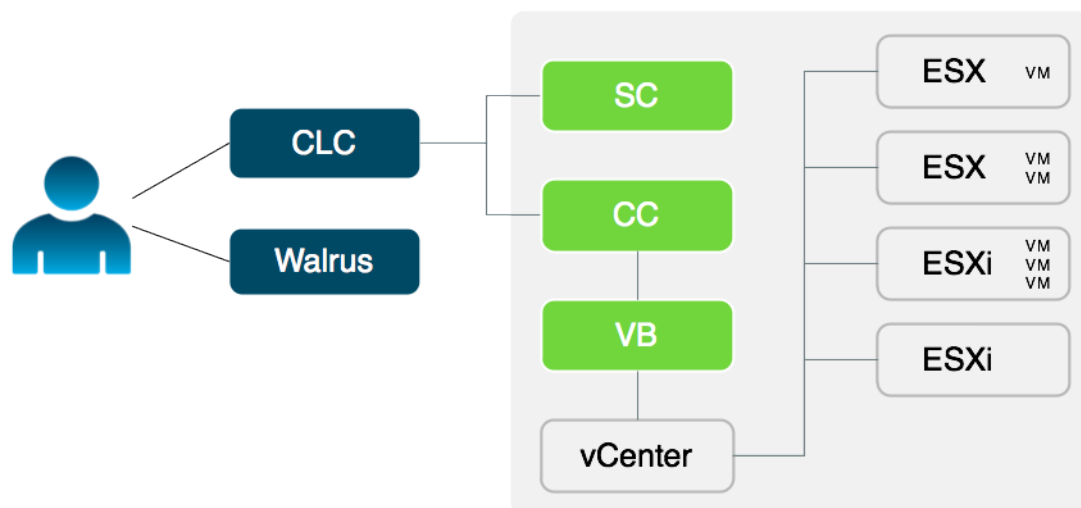 CLC
Walrus
SC
CC
VB
vCenter
ESX
VM
ESX
VM
VM
ESXi
VM
VM
VM
ESXi